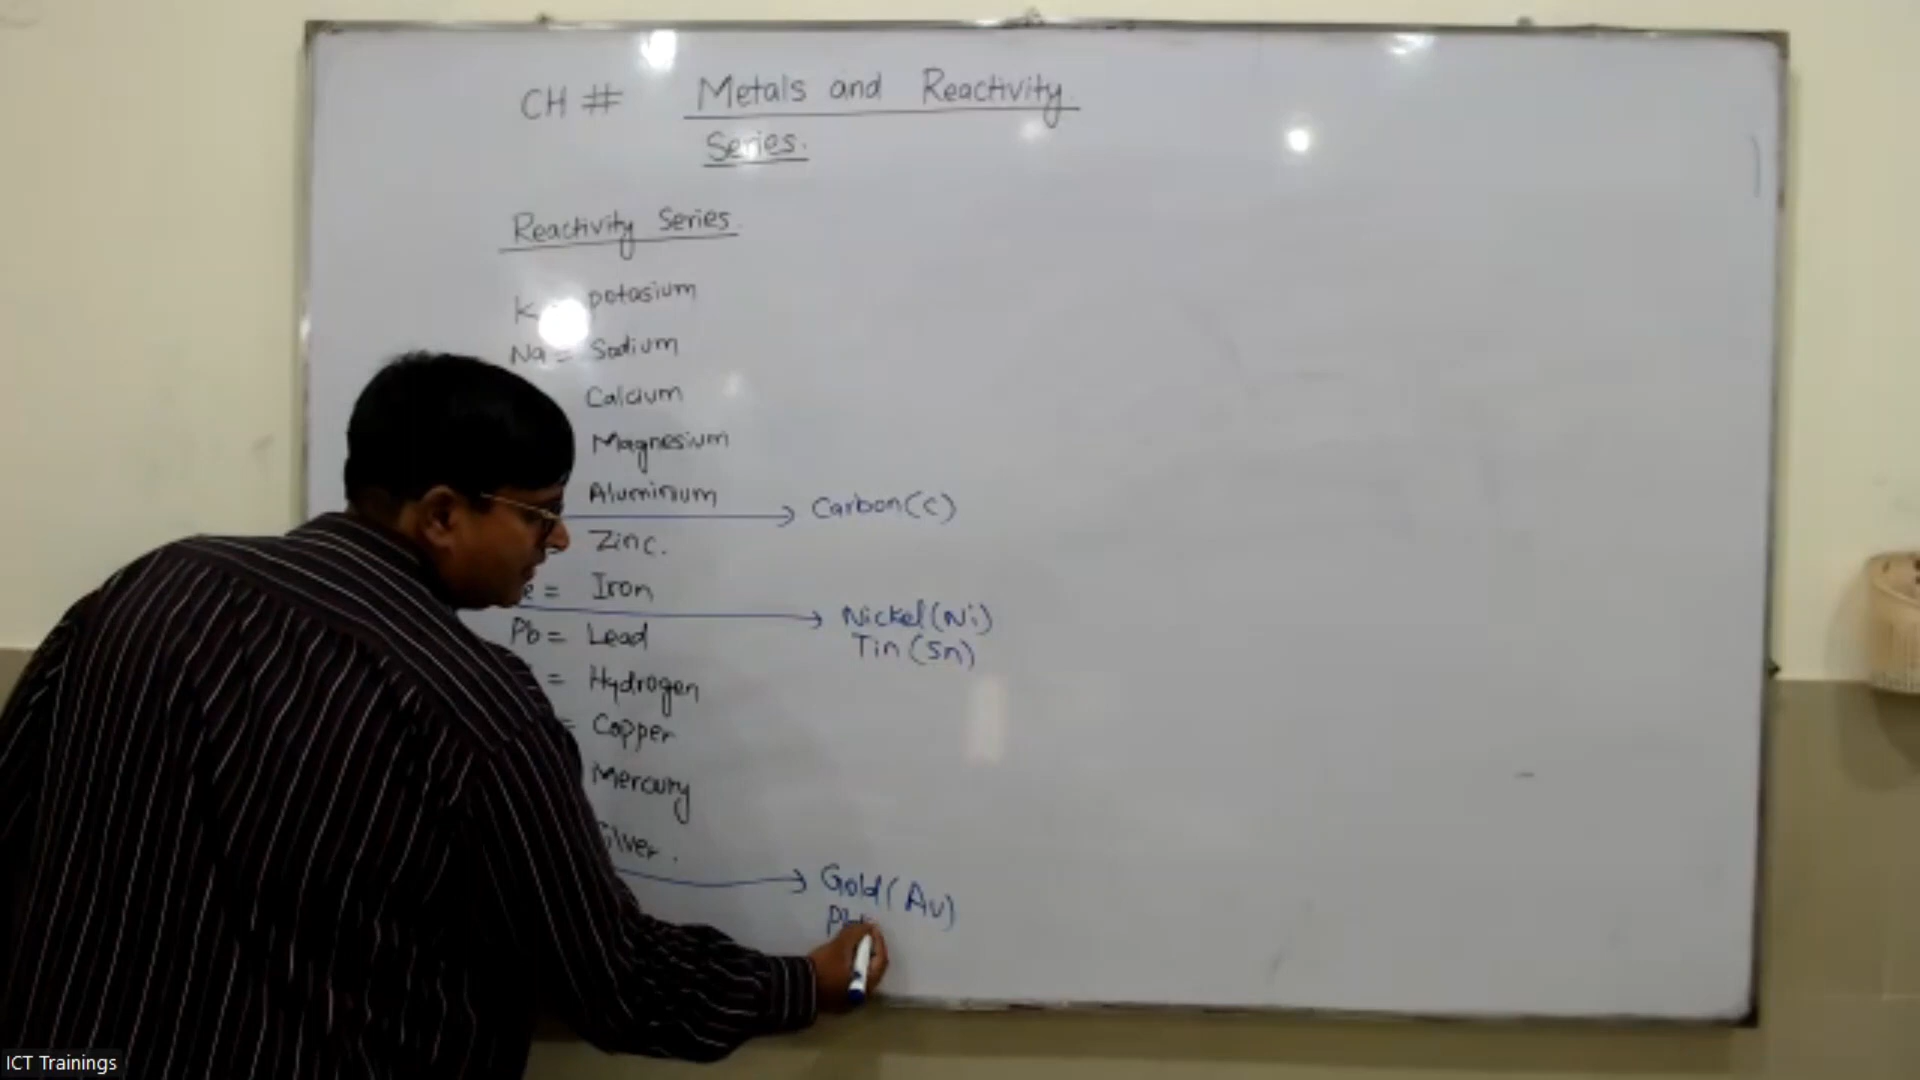 CH # Metals and Reactivity
Series.
Reactivity Series.
K potasium
Na = Sodium
Calcium
Magnesium
Aluminium
Carbon(C)
Zinc.
= Iron
Nickel(Ni)
Pb = Lead
Tin (Sn)
= Hydrogen
= Copper
Mercury
Silver.
Gold(Au)
ICT Trainings